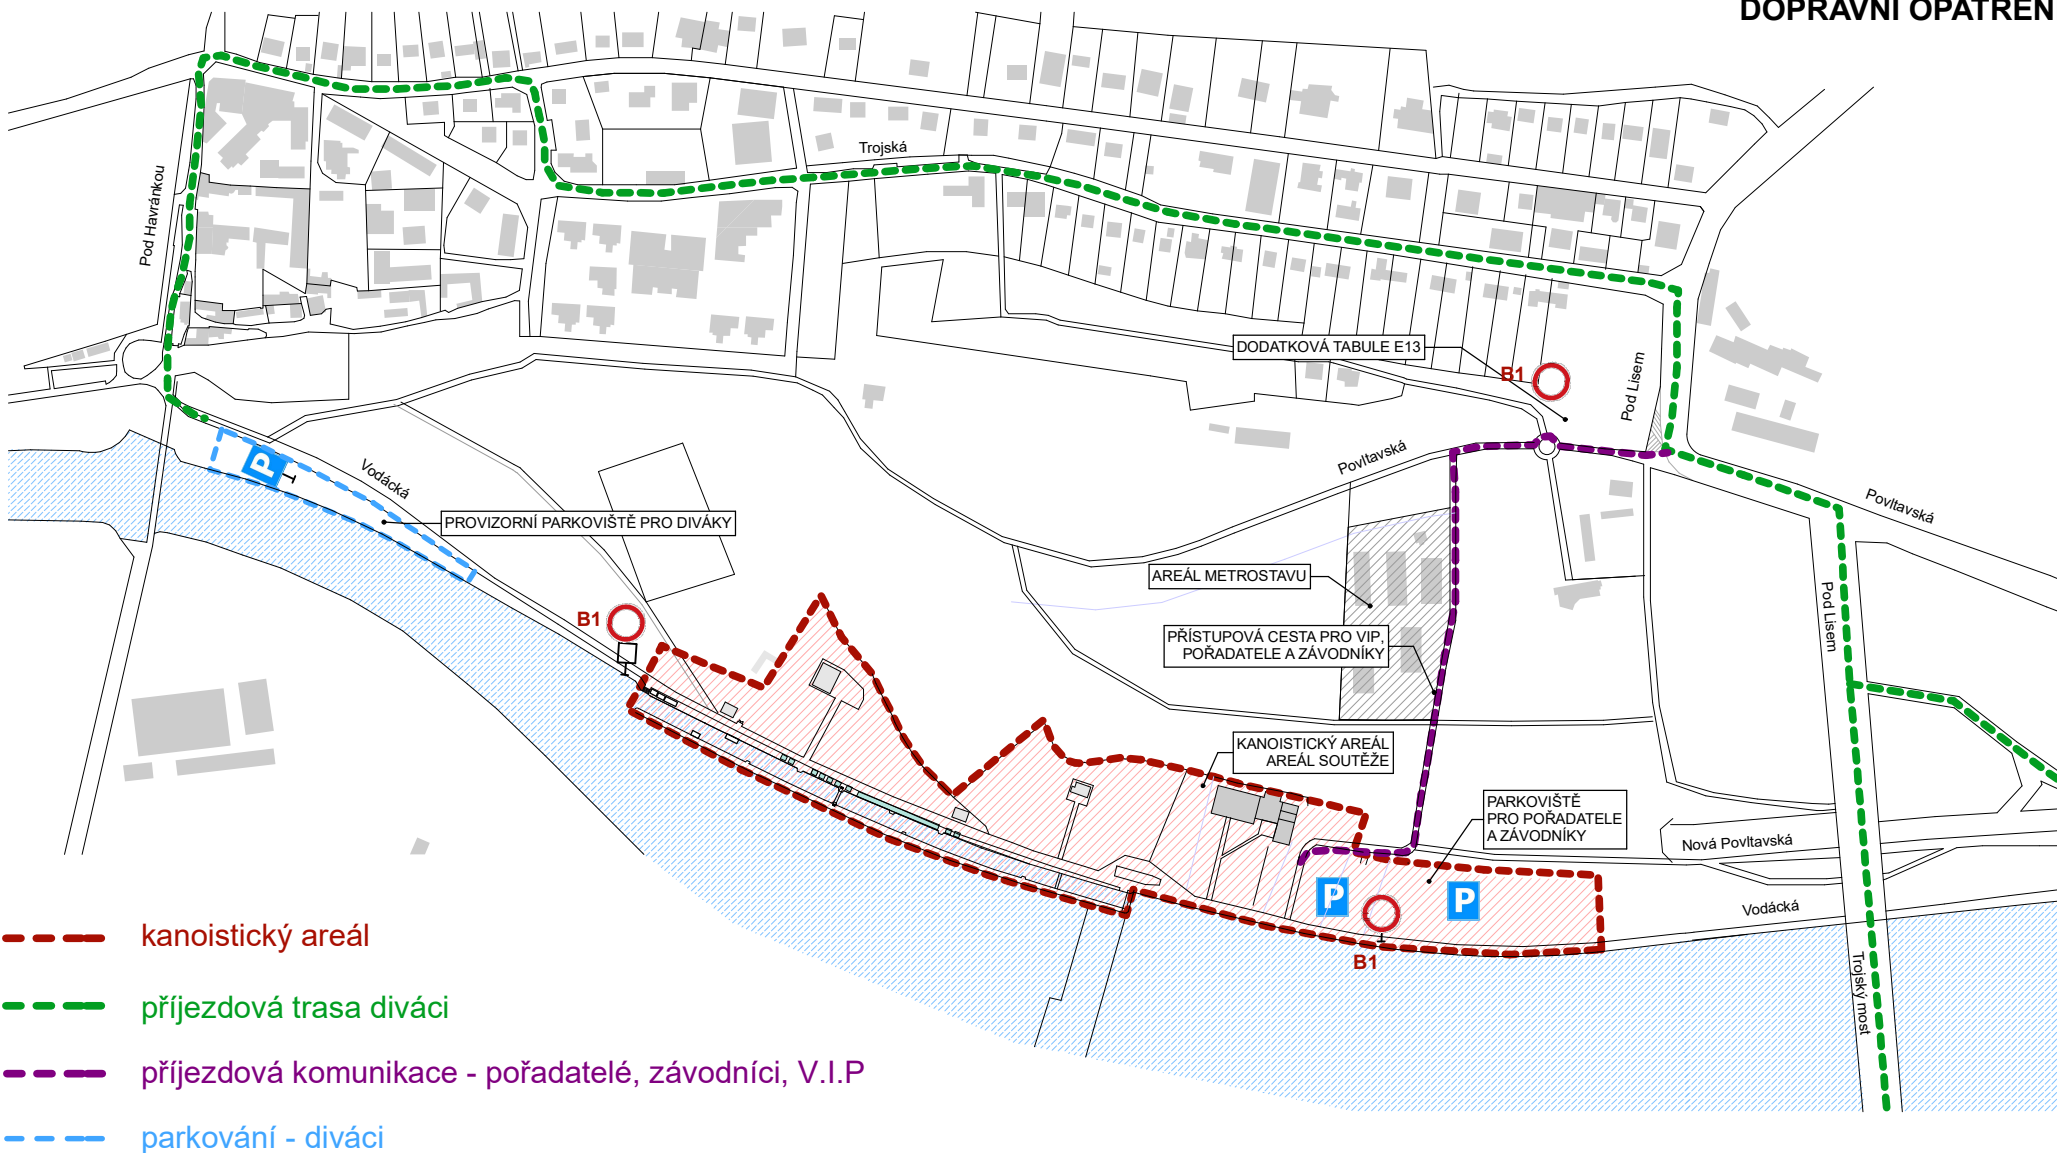 DOPRAVNÍ OPATŘEN
Trojská
Pod Havránkou
DODATKOVÁ TABULE E13
B1
Pod Lisem
Povltavská
Povltavská
Vodácká
P
PROVIZORNÍ PARKOVIŠTĚ PRO DIVÁKY
AREÁL METROSTAVU
B1
PŘÍSTUPOVÁ CESTA PRO VIP,
POŘADATELE A ZÁVODNÍKY
Pod Lisem
KANOISTICKÝ AREÁL
AREÁL SOUTĚŽE
PARKOVIŠTĚ
PRO POŘADATELE
A ZÁVODNÍKY
Nová Povltavská
P
P
Vodácká
B1
Trojský most
kanoistický areál
příjezdová trasa diváci
příjezdová komunikace - pořadatelé, závodníci, V.I.P
parkování - diváci